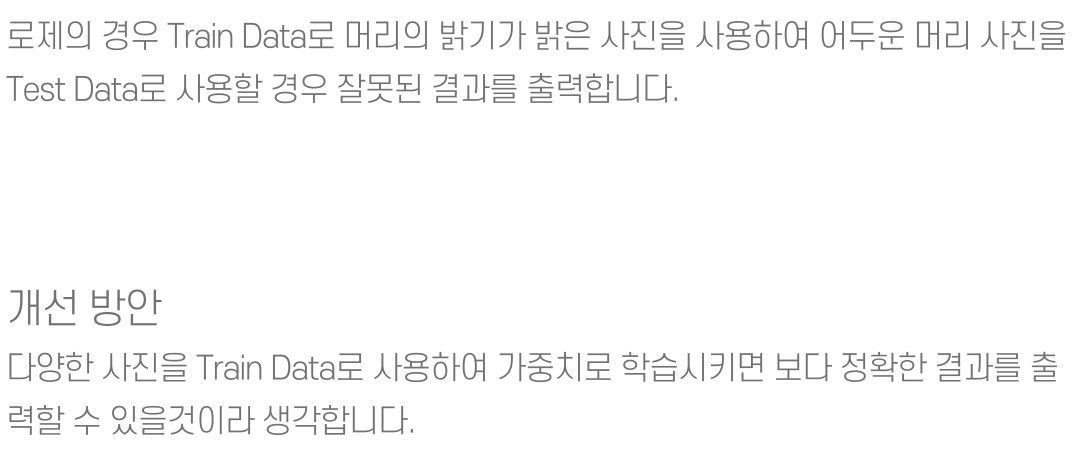 로제의 경우 Train Data로 머리의 밝기가 밝은 사진을 사용하여 어두운 머리 사진을
Test Data로 사용할 경우 잘못된 결과를 출력합니다.
개선 방안
다양한 사진을 Train Data로 사용하여 가중치로 학습시키면 보다 정확한 결과를 출
력할 수 있을것이라 생각합니다.